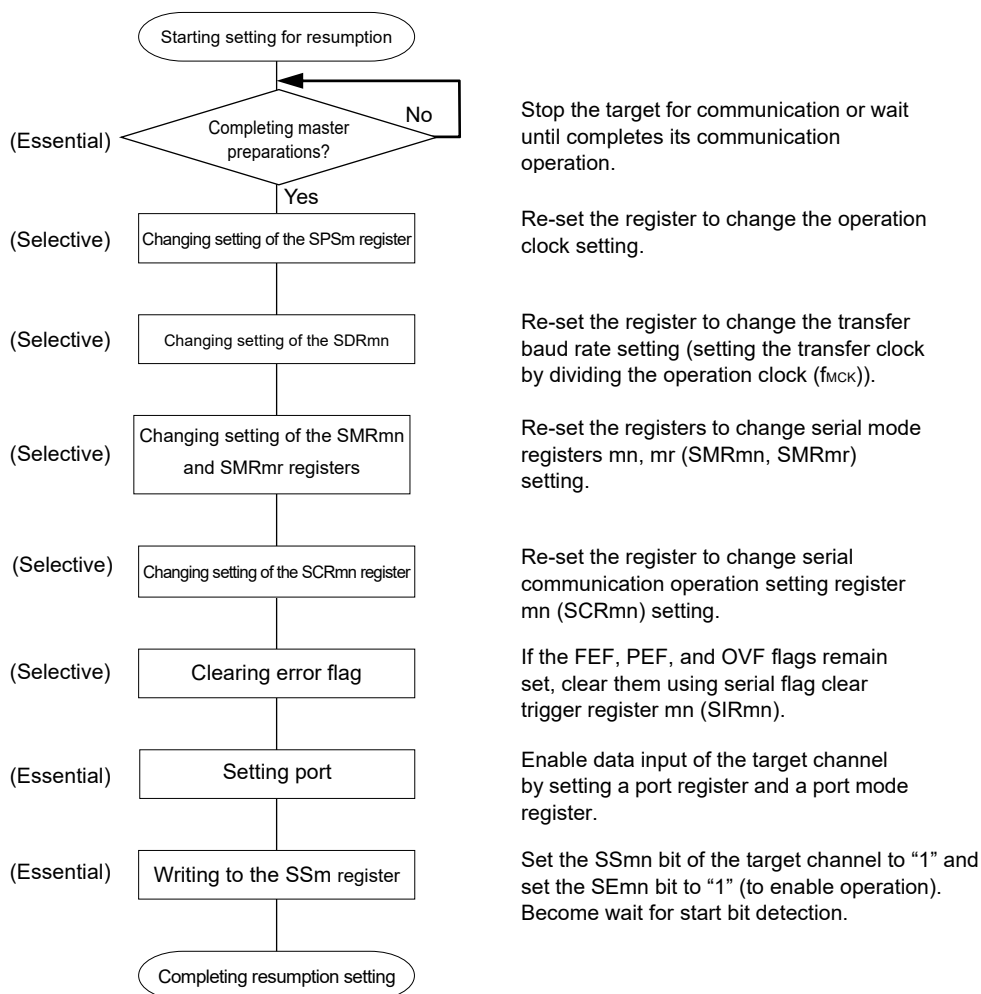 Starting setting for resumption
(Essential)
Completing master
preparations?
No
Yes
Stop the target for communication or wait
until completes its communication
operation.
(Selective)
Changing setting of the SPSm register
Re-set the register to change the operation
clock setting.
(Selective)
Changing setting of the SDRmn
Re-set the register to change the transfer
baud rate setting (setting the transfer clock
by dividing the operation clock (fMCK)).
(Selective)
Changing setting of the SMRmn
and SMRmr registers
Re-set the registers to change serial mode
registers mn, mr (SMRmn, SMRmr)
setting.
(Selective)
Changing setting of the SCRmn register
Re-set the register to change serial
communication operation setting register
mn (SCRmn) setting.
(Selective)
Clearing error flag
If the FEF, PEF, and OVF flags remain
set, clear them using serial flag clear
trigger register mn (SIRmn).
(Essential)
Setting port
Enable data input of the target channel
by setting a port register and a port mode
register.
(Essential)
Writing to the SSm register
Set the SSmn bit of the target channel to “1” and
set the SEmn bit to “1” (to enable operation).
Become wait for start bit detection.
Completing resumption setting